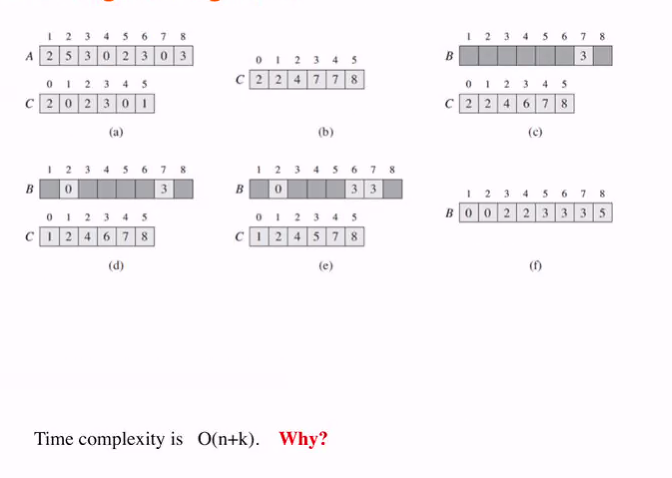 1 2 3 4 5 6 7 8
A 2 5 3 0 2 3 0 3
0 1 2 3 4 5
C 2 0 2 3 0 1
(a)
0 1 2 3 4 5
C 2 2 4 7 7 8
(b)
1 2 3 4 5 6 7 8
B 3
0 1 2 3 4 5
C 2 2 4 6 7 8
(c)
1 2 3 4 5 6 7 8
B 0 3
0 1 2 3 4 5
C 1 2 4 6 7 8
(d)
1 2 3 4 5 6 7 8
B 0 3 3
0 1 2 3 4 5
C 1 2 4 5 7 8
(e)
1 2 3 4 5 6 7 8
B 0 0 2 2 3 3 3 5
(f)
Time complexity is O(n+k). Why?